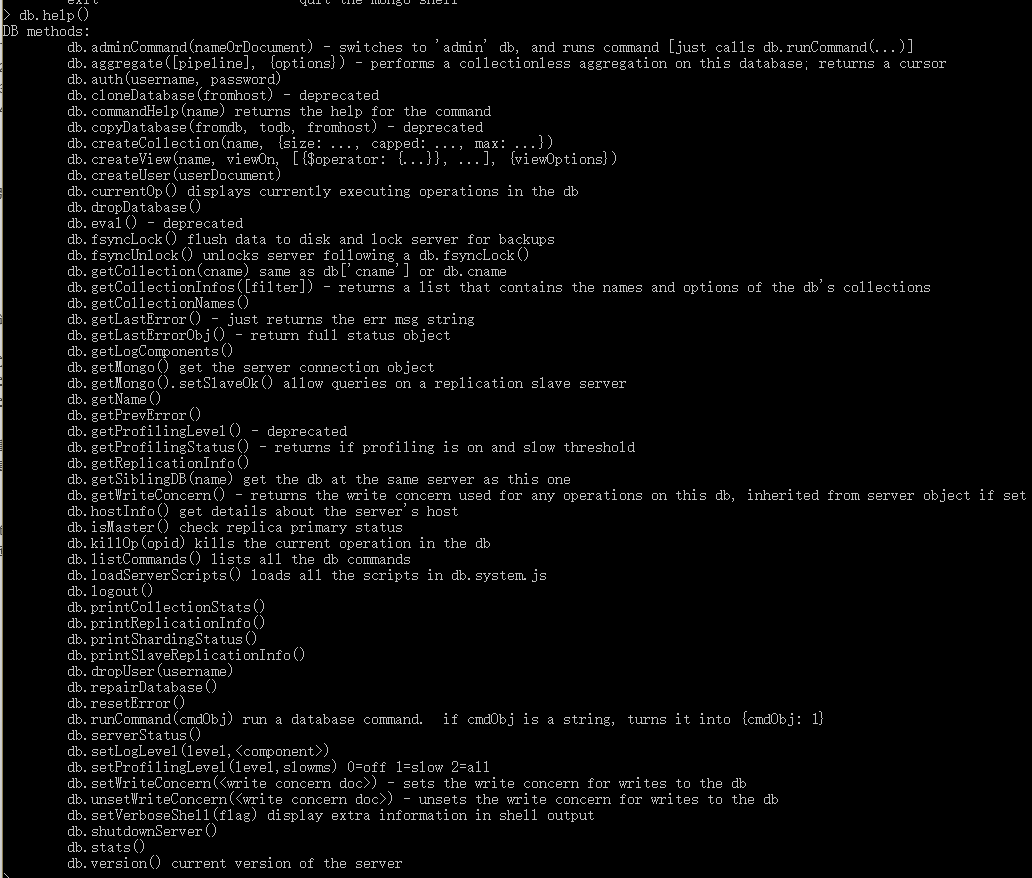 exit                          quit the mongo shell
> db.help()
DB methods:
        db.adminCommand(nameOrDocument) - switches to 'admin' db, and runs command [just calls db.runCommand(...)]
        db.aggregate([pipeline], {options}) - performs a collectionless aggregation on this database; returns a cursor
        db.auth(username, password)
        db.cloneDatabase(fromhost) - deprecated
        db.commandHelp(name) returns the help for the command
        db.copyDatabase(fromdb, todb, fromhost) - deprecated
        db.createCollection(name, {size: ..., capped: ..., max: ...})
        db.createView(name, viewOn, [{$operator: {...}}, ...], {viewOptions})
        db.createUser(userDocument)
        db.currentOp() displays currently executing operations in the db
        db.dropDatabase()
        db.eval() - deprecated
        db.fsyncLock() flush data to disk and lock server for backups
        db.fsyncUnlock() unlocks server following a db.fsyncLock()
        db.getCollection(cname) same as db['cname'] or db.cname
        db.getCollectionInfos([filter]) - returns a list that contains the names and options of the db's collections
        db.getCollectionNames()
        db.getLastError() - just returns the err msg string
        db.getLastErrorObj() - return full status object
        db.getLogComponents()
        db.getMongo() get the server connection object
        db.getMongo().setSlaveOk() allow queries on a replication slave server
        db.getName()
        db.getPrevError()
        db.getProfilingLevel() - deprecated
        db.getProfilingStatus() - returns if profiling is on and slow threshold
        db.getReplicationInfo()
        db.getSiblingDB(name) get the db at the same server as this one
        db.getWriteConcern() - returns the write concern used for any operations on this db, inherited from server object if set
        db.hostInfo() get details about the server's host
        db.isMaster() check replica primary status
        db.killOp(opid) kills the current operation in the db
        db.listCommands() lists all the db commands
        db.loadServerScripts() loads all the scripts in db.system.js
        db.logout()
        db.printCollectionStats()
        db.printReplicationInfo()
        db.printShardingStatus()
        db.printSlaveReplicationInfo()
        db.dropUser(username)
        db.repairDatabase()
        db.resetError()
        db.runCommand(cmdObj) run a database command.  if cmdObj is a string, turns it into {cmdObj: 1}
        db.serverStatus()
        db.setLogLevel(level,<component>)
        db.setProfilingLevel(level,slowms) 0=off 1=slow 2=all
        db.setWriteConcern(<write concern doc>) - sets the write concern for writes to the db
        db.unsetWriteConcern(<write concern doc>) - unsets the write concern for writes to the db
        db.setVerboseShell(flag) display extra information in shell output
        db.shutdownServer()
        db.stats()
        db.version() current version of the server